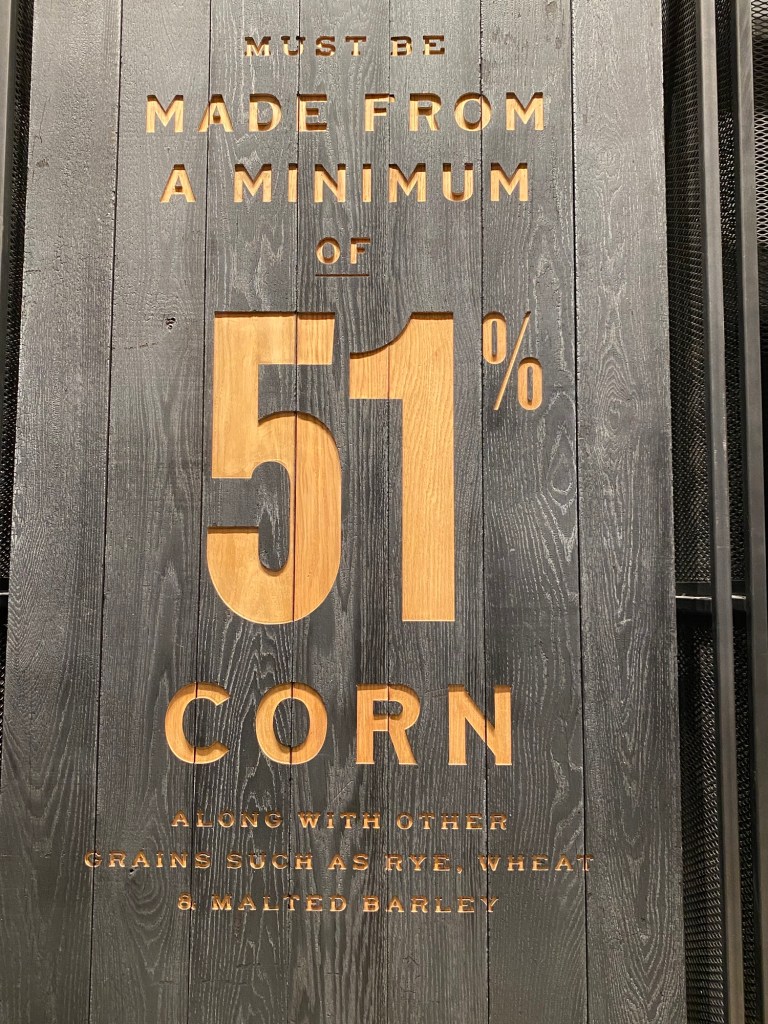 MUST BE
MADE FROM
A MINIMUM
OF
51%
CORN
ALONG WITH OTHER
GRAINS SUCH AS RYE, WHEAT
& MALTED BARLEY